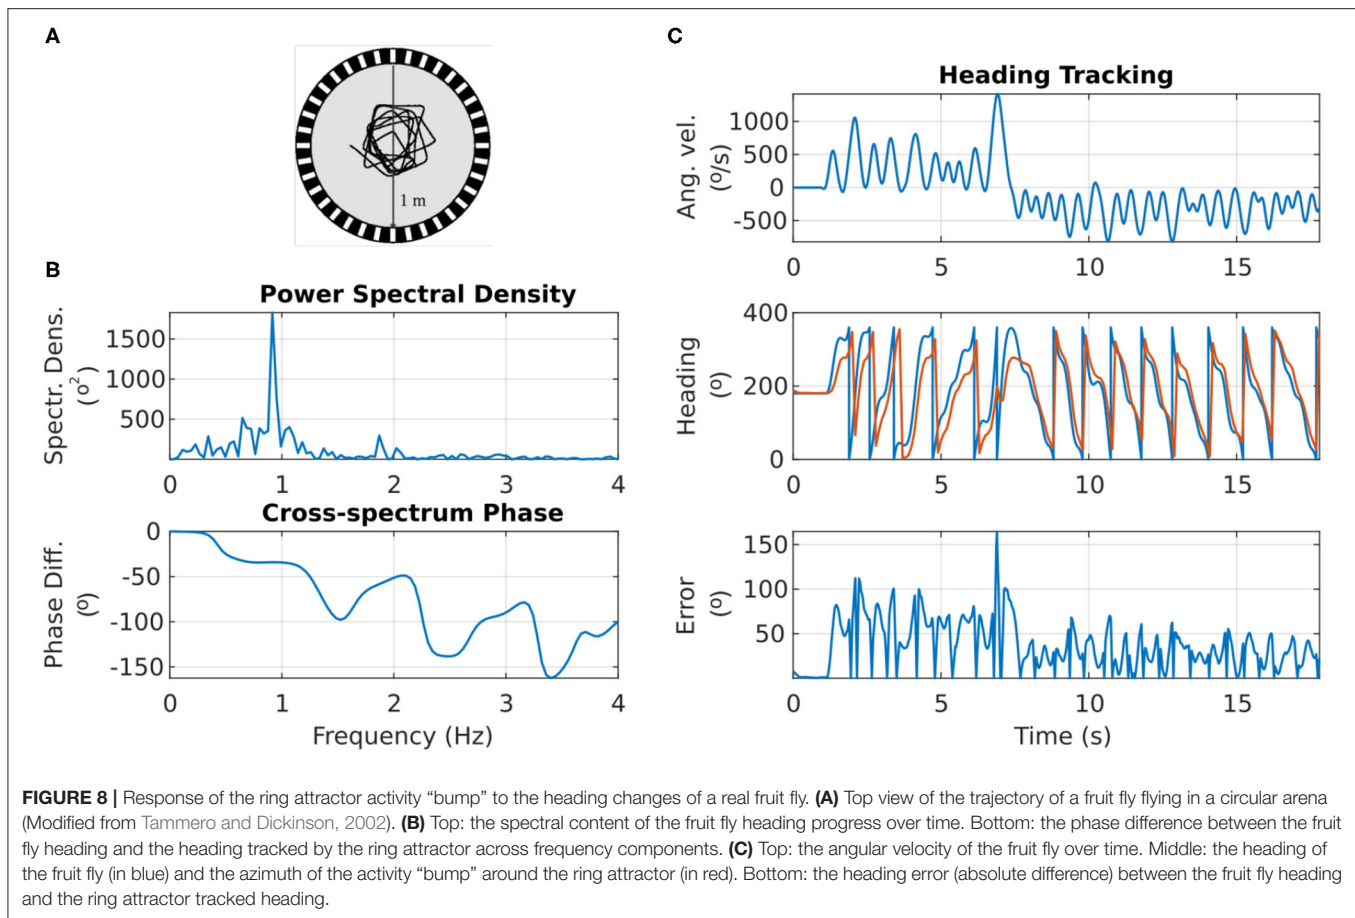 A
1 m
B
Power Spectral Density
Spectr. Dens.
(º²)
1500
1000
500
0 1 2 3 4
Cross-spectrum Phase
Phase Diff.
(º)
0
-50
-100
-150
0 1 2 3 4
Frequency (Hz)
C
Heading Tracking
Ang. vel.
(º/s)
1000
500
0
-500
0 5 10 15
Heading
(º)
400
200
0
0 5 10 15
Error
(º)
150
100
50
0 5 10 15
Time (s)
FIGURE 8 | Response of the ring attractor activity “bump” to the heading changes of a real fruit fly. (A) Top view of the trajectory of a fruit fly flying in a circular arena
(Modified from Tammero and Dickinson, 2002). (B) Top: the spectral content of the fruit fly heading progress over time. Bottom: the phase difference between the fruit
fly heading and the heading tracked by the ring attractor across frequency components. (C) Top: the angular velocity of the fruit fly over time. Middle: the heading of
the fruit fly (in blue) and the azimuth of the activity “bump” around the ring attractor (in red). Bottom: the heading error (absolute difference) between the fruit fly heading
and the ring attractor tracked heading.